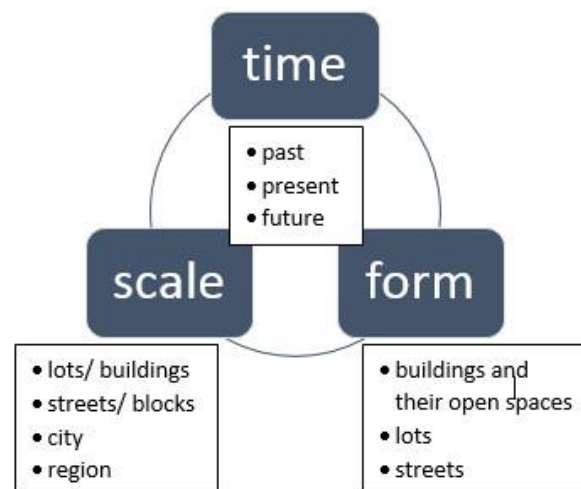 time
• past
• present
• future
scale
form
• lots/ buildings
• streets/ blocks
• city
• region
• buildings and
their open spaces
• lots
• streets